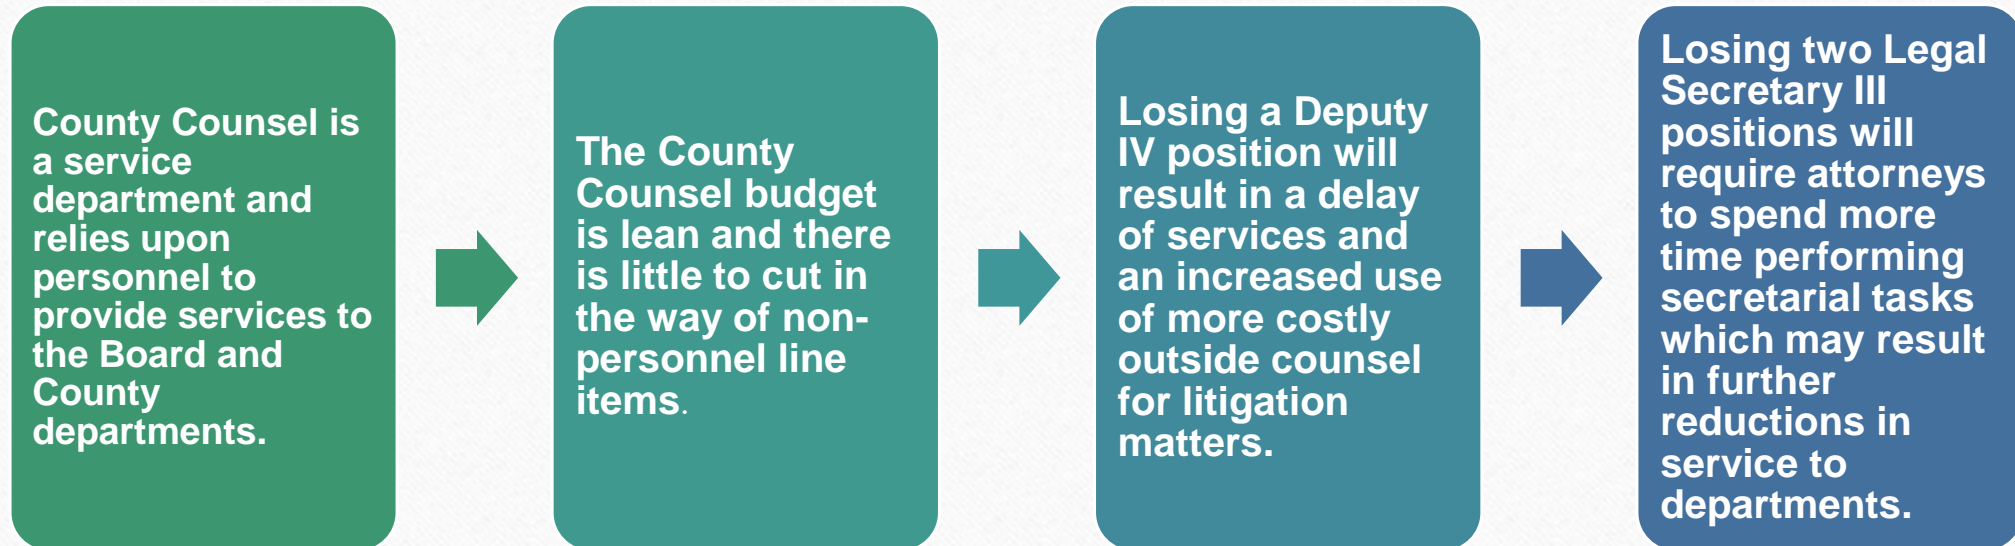 County Counsel is
a service
department and
relies upon
personnel to
provide services to
the Board and
County
departments.
The County
Counsel budget
is lean and there
is little to cut in
the way of non-
personnel line
items.
Losing a Deputy
IV position will
result in a delay
of services and
an increased use
of more costly
outside counsel
for litigation
matters.
Losing two Legal
Secretary III
positions will
require attorneys
to spend more
time performing
secretarial tasks
which may result
in further
reductions in
service to
departments.